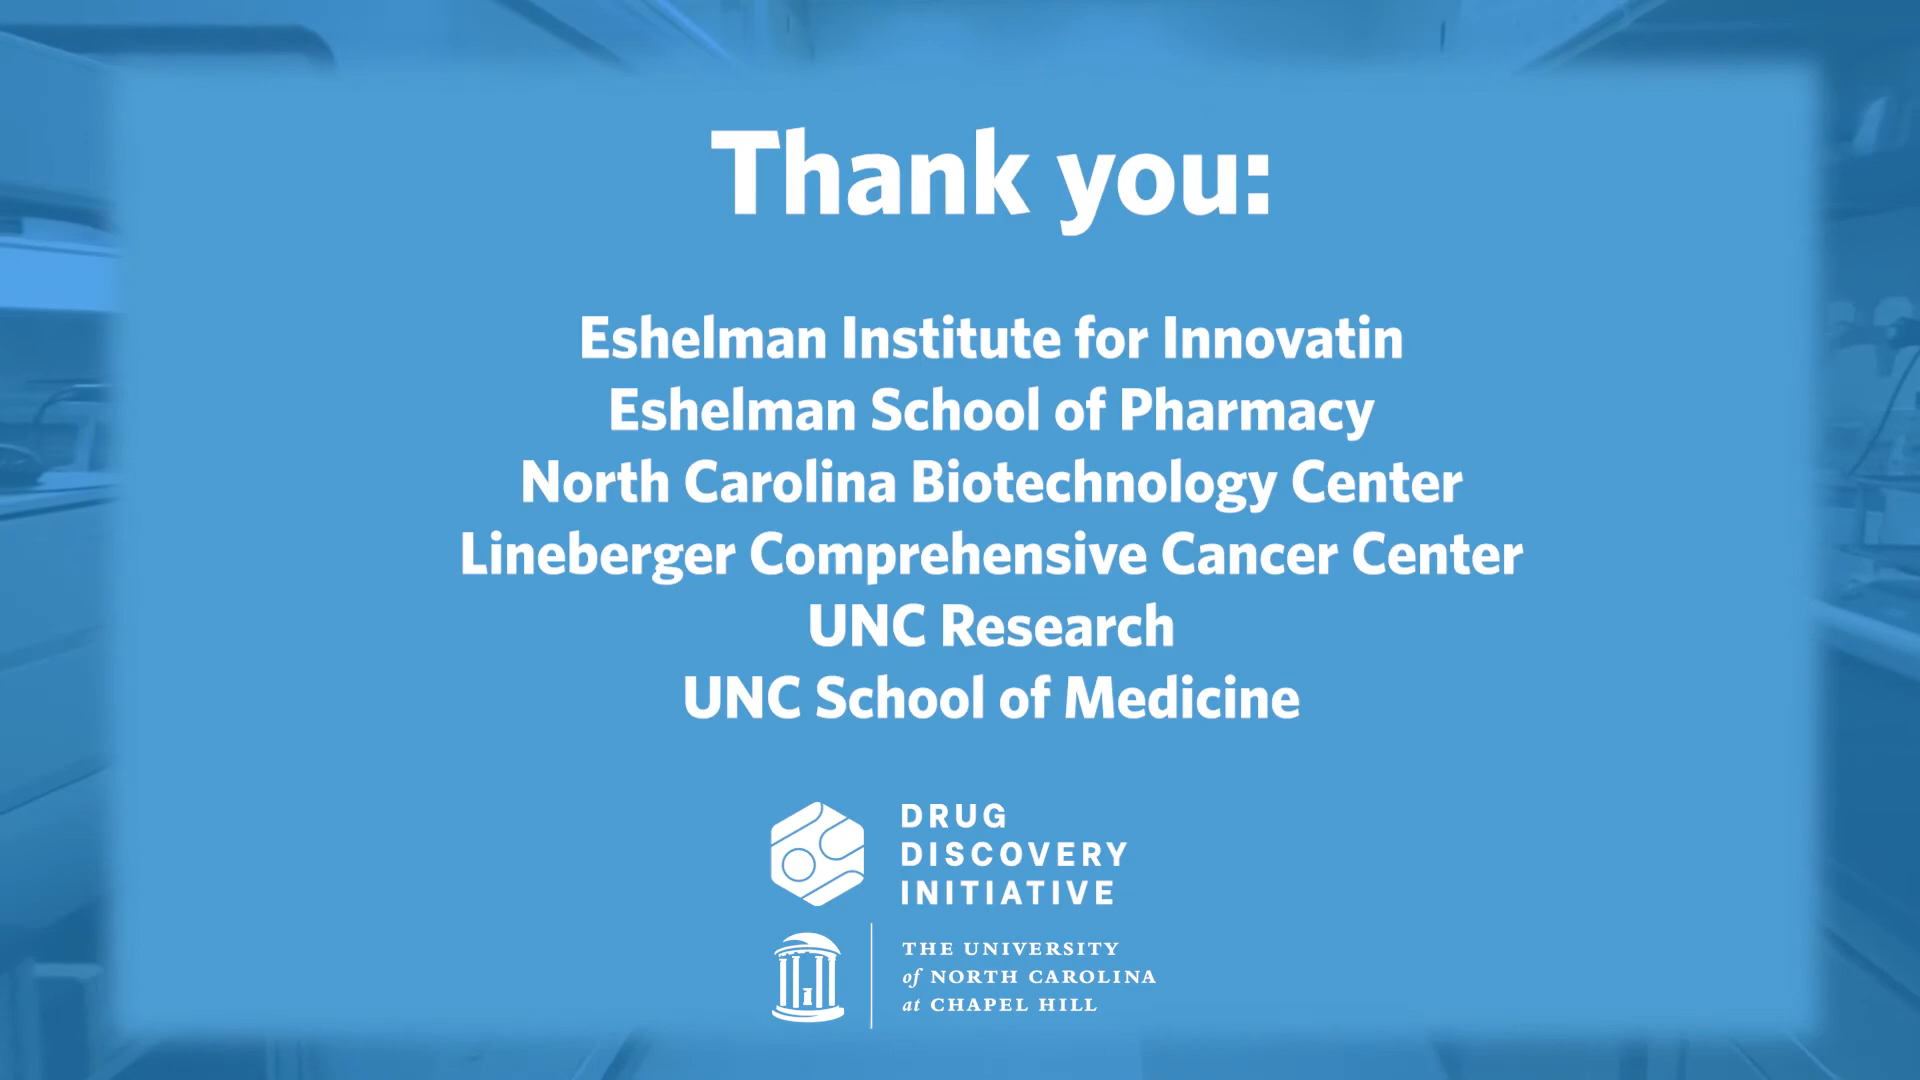 Thank you:
Eshelman Institute for Innovatin
Eshelman School of Pharmacy
North Carolina Biotechnology Center
Lineberger Comprehensive Cancer Center
UNC Research
UNC School of Medicine
DRUG
DISCOVERY
INITIATIVE
THE UNIVERSITY
of NORTH CAROLINA
at CHAPEL HILL